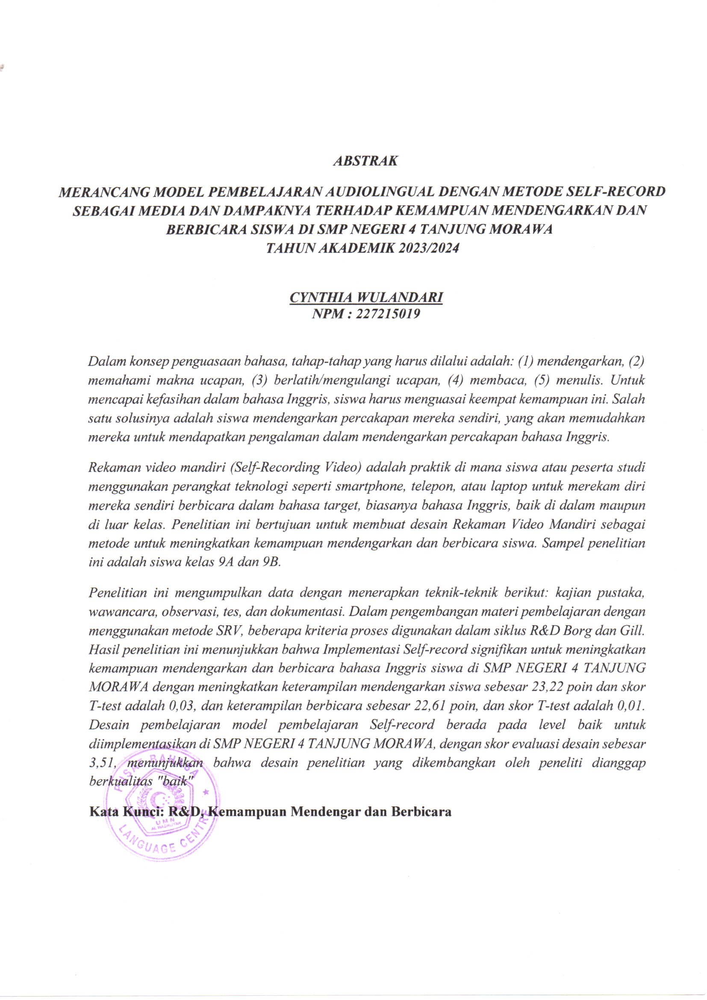 ABSTRAK
MERANCANG MODEL PEMBELAJARAN AUDIOLINGUAL DENGAN METODE SELF-RECORD
SEBAGAI MEDIA DAN DAMPAKNYA TERHADAP KEMAMPUAN MENDENGARKAN DAN
BERBICARA SISWA DI SMP NEGERI 4 TANJUNG MORAWA
TAHUN AKADEMIK 2023/2024
CYNTHIA WULANDARI
NPM : 227215019
Dalam konsep penguasaan bahasa, tahap-tahap yang harus dilalui adalah: (1) mendengarkan, (2)
memahami makna ucapan, (3) berlatih/mengulangi ucapan, (4) membaca, (5) menulis. Untuk
mencapai kefasihan dalam bahasa Inggris, siswa harus menguasai keempat kemampuan ini. Salah
satu solusinya adalah siswa mendengarkan percakapan mereka sendiri, yang akan memudahkan
mereka untuk mendapatkan pengalaman dalam mendengarkan percakapan bahasa Inggris.
Rekaman video mandiri (Self-Recording Video) adalah praktik di mana siswa atau peserta studi
menggunakan perangkat teknologi seperti smartphone, telepon, atau laptop untuk merekam diri
mereka sendiri berbicara dalam bahasa target, biasanya bahasa Inggris, baik di dalam maupun
di luar kelas. Penelitian ini bertujuan untuk membuat desain Rekaman Video Mandiri sebagai
metode untuk meningkatkan kemampuan mendengarkan dan berbicara siswa. Sampel penelitian
ini adalah siswa kelas 9A dan 9B.
Penelitian ini mengumpulkan data dengan menerapkan teknik-teknik berikut: kajian pustaka,
wawancara, observasi, tes, dan dokumentasi. Dalam pengembangan materi pembelajaran dengan
menggunakan metode SRV, beberapa kriteria proses digunakan dalam siklus R&D Borg dan Gill.
Hasil penelitian ini menunjukkan bahwa Implementasi Self-record signifikan untuk meningkatkan
kemampuan mendengarkan dan berbicara bahasa Inggris siswa di SMP NEGERI 4 TANJUNG
MORAWA dengan meningkatkan keterampilan mendengarkan siswa sebesar 23,22 poin dan skor
T-test adalah 0,03, dan keterampilan berbicara sebesar 22,61 poin, dan skor T-test adalah 0,01.
Desain pembelajaran model pembelajaran Self-record berada pada level baik untuk
diimplementasikan di SMP NEGERI 4 TANJUNG MORAWA, dengan skor evaluasi desain sebesar
3,51, menunjukkan bahwa desain penelitian yang dikembangkan oleh peneliti dianggap
berkualitas "baik"
Kata Kunci: R&D, Kemampuan Mendengar dan Berbicara
PUSAT BAHASA
UMN
AL WASHLIYAH
LANGUAGE CENTRE